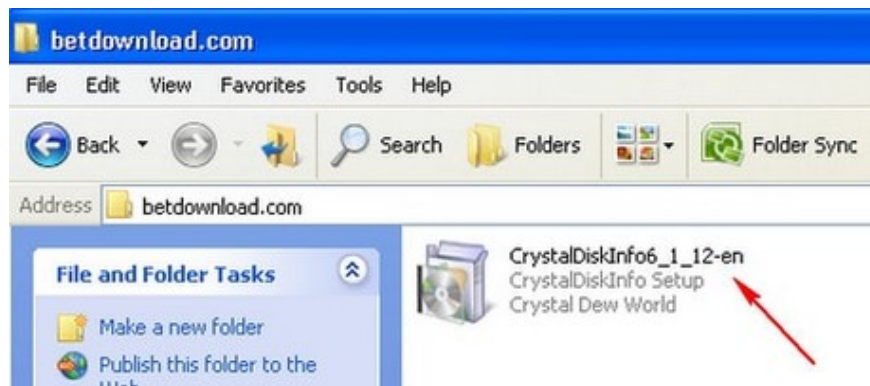 betdownload.com
File Edit View Favorites Tools Help
Back Search Folders Folder Sync
Address betdownload.com
File and Folder Tasks
Make a new folder
Publish this folder to the
Web
CrystalDiskInfo6_1_12-en
CrystalDiskInfo Setup
Crystal Dew World